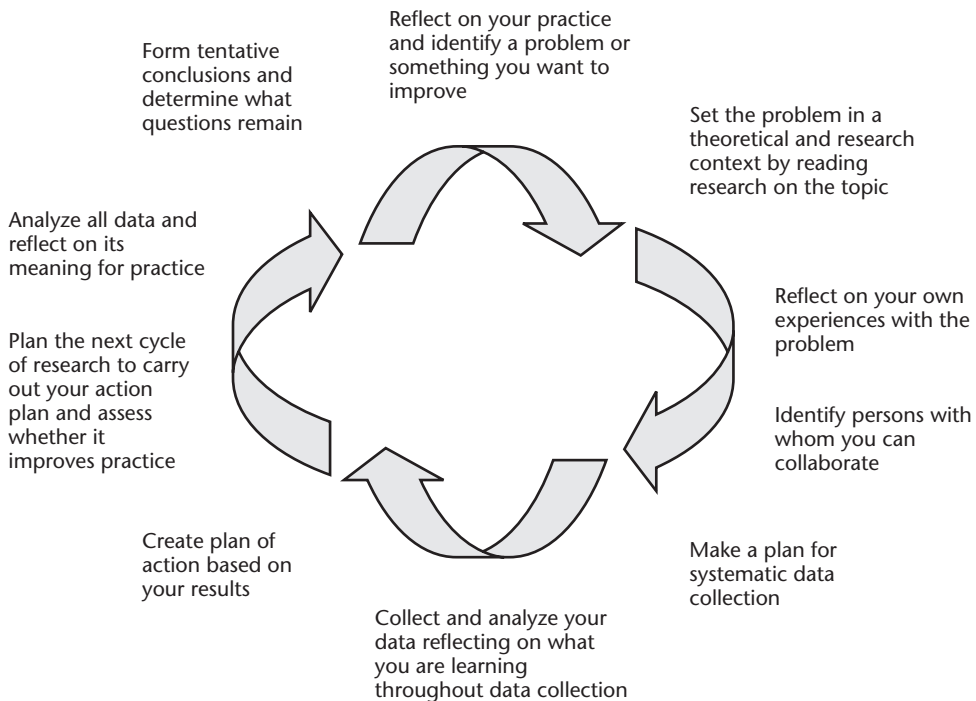 Reflect on your practice
and identify a problem or
something you want to
improve
Set the problem in a
theoretical and research
context by reading
research on the topic
Reflect on your own
experiences with the
problem
Identify persons with
whom you can
collaborate
Make a plan for
systematic data
collection
Collect and analyze your
data reflecting on what
you are learning
throughout data collection
Create plan of
action based on
your results
Plan the next cycle
of research to carry
out your action
plan and assess
whether it
improves practice
Analyze all data and
reflect on its
meaning for practice
Form tentative
conclusions and
determine what
questions remain